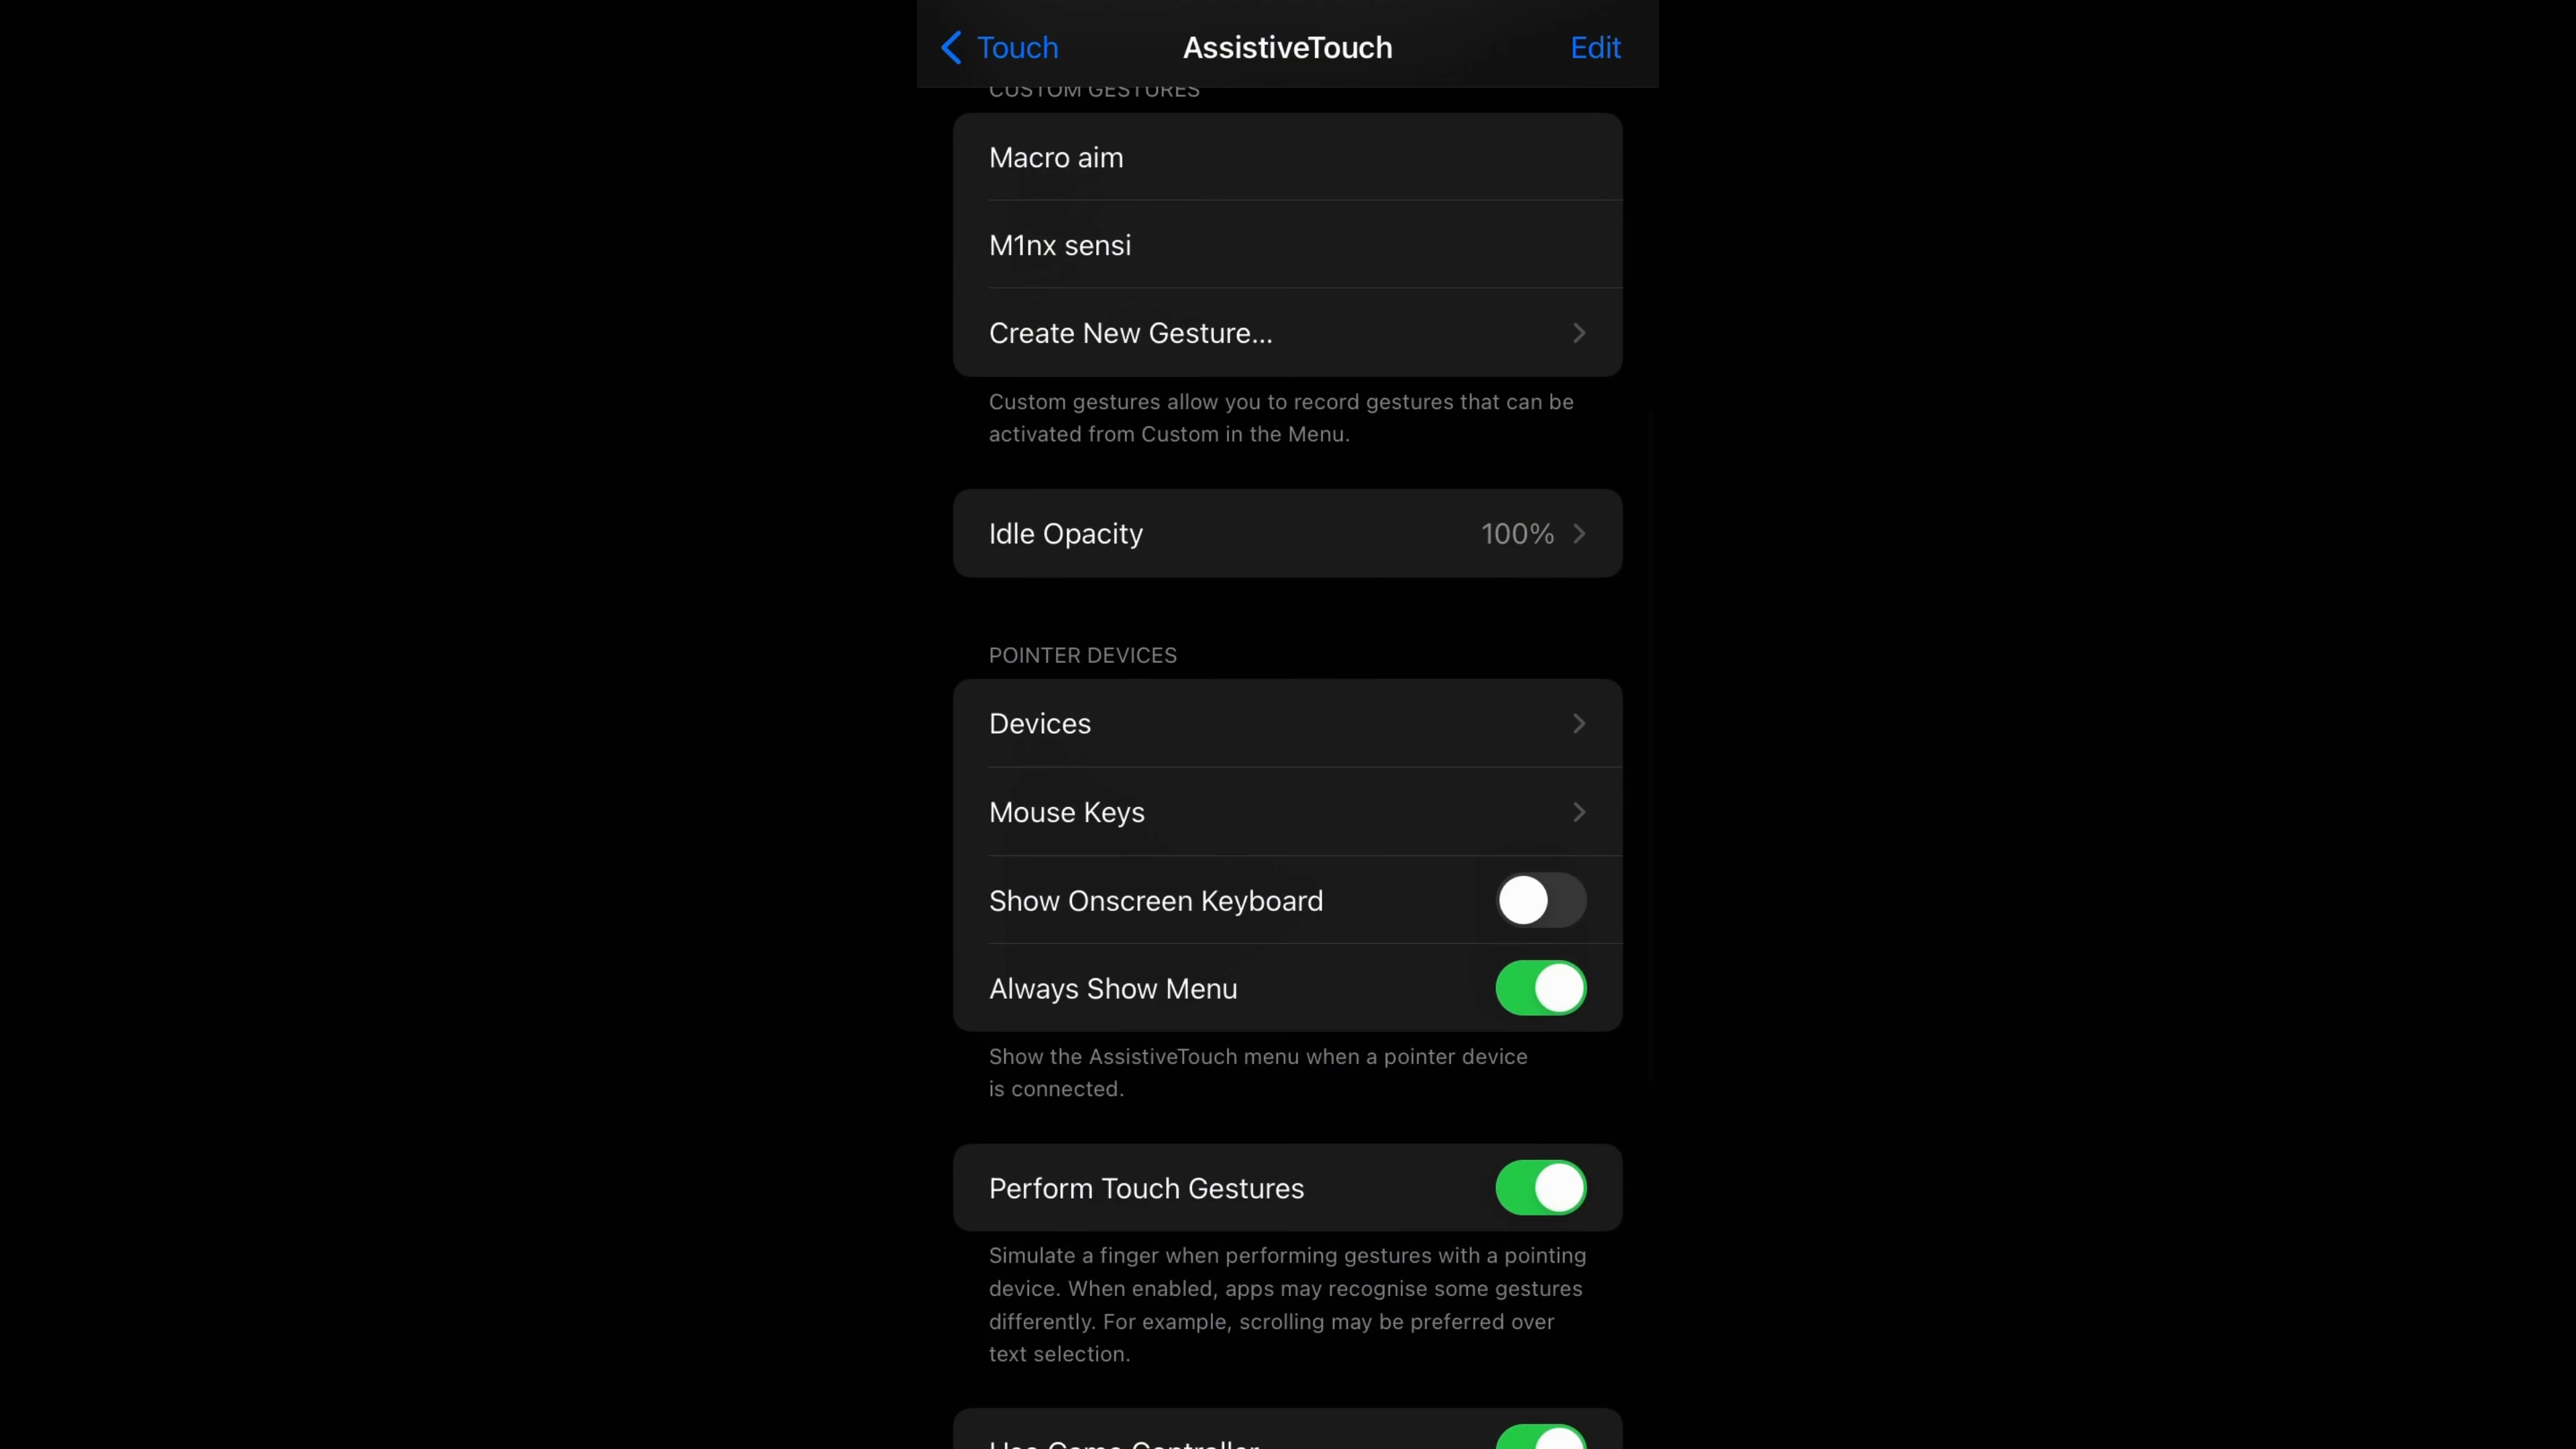 Touch
AssistiveTouch
Edit
CUSTOM GESTURES
Macro aim
M1nx sensi
Create New Gesture...
Custom gestures allow you to record gestures that can be
activated from Custom in the Menu.
Idle Opacity
100%
POINTER DEVICES
Devices
Mouse Keys
Show Onscreen Keyboard
Always Show Menu
Show the AssistiveTouch menu when a pointer device
is connected.
Perform Touch Gestures
Simulate a finger when performing gestures with a pointing
device. When enabled, apps may recognise some gestures
differently. For example, scrolling may be preferred over
text selection.
Use Game Controller